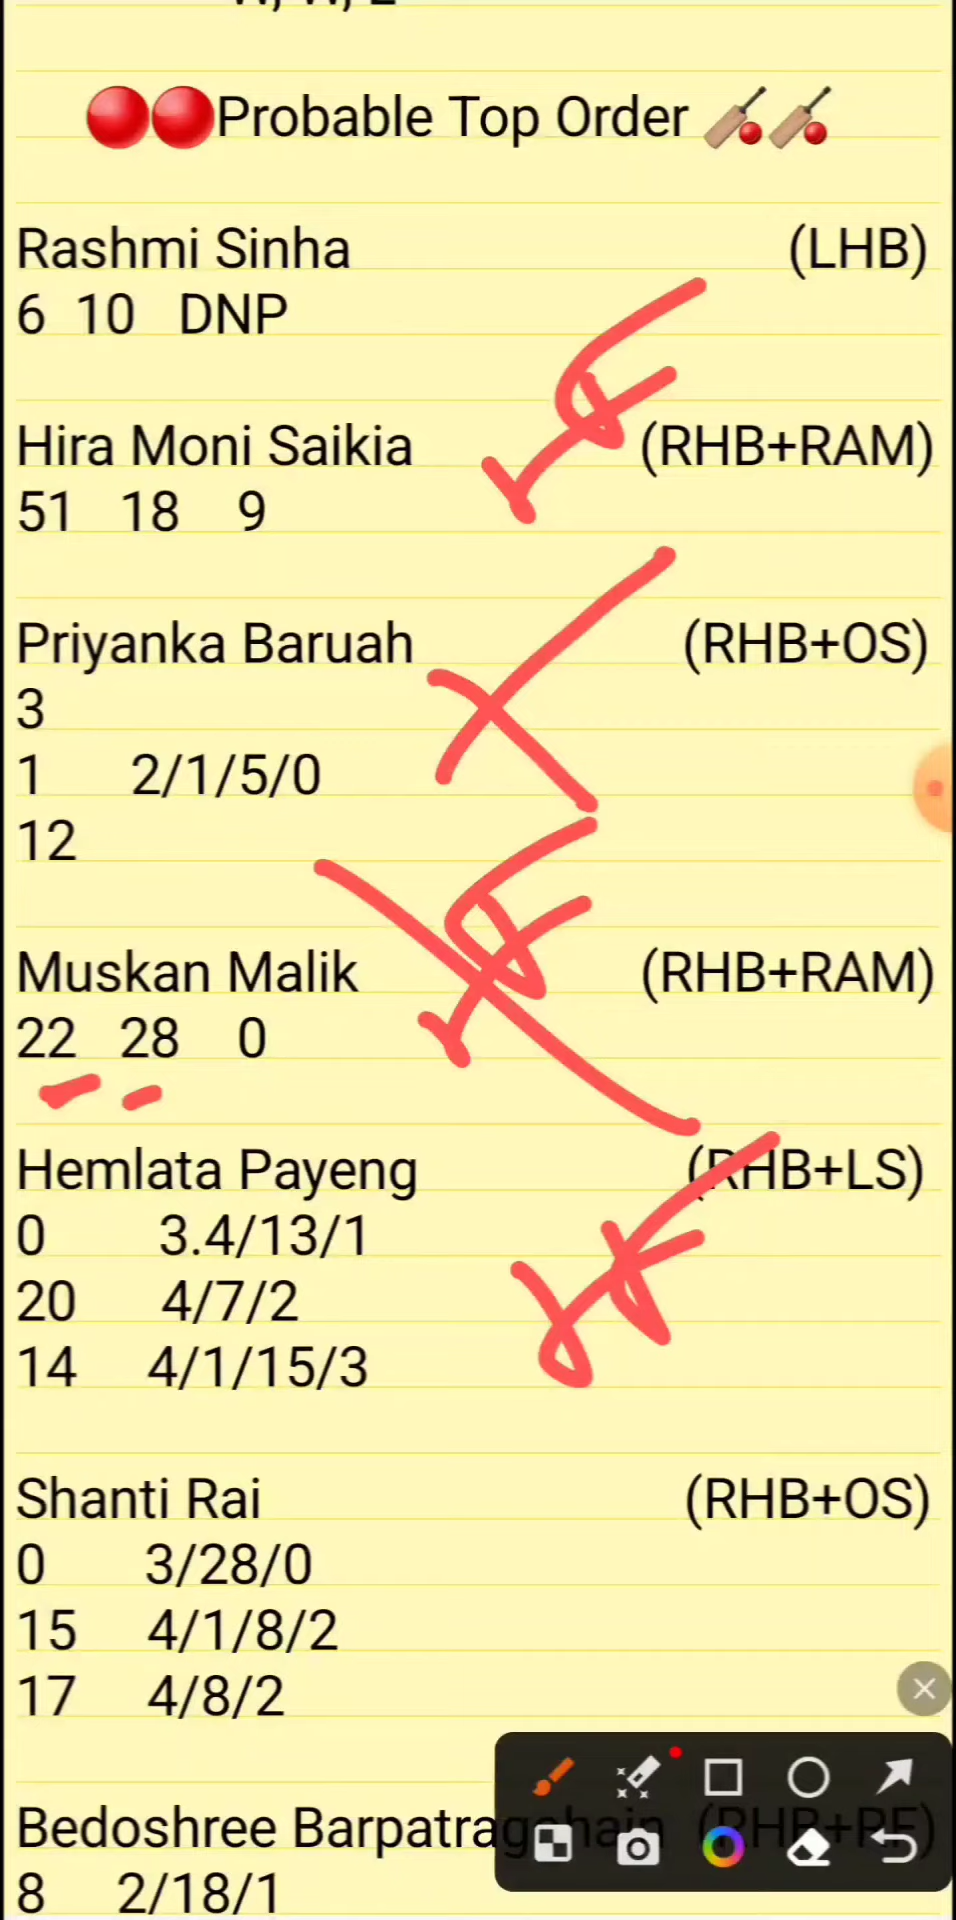 Probable Top Order
Rashmi Sinha (LHB)
6 10 DNP
Hira Moni Saikia (RHB+RAM)
51 18 9
Priyanka Baruah (RHB+OS)
3
1 2/1/5/0
12
Muskan Malik (RHB+RAM)
22 28 0
Hemlata Payeng (RHB+LS)
0 3.4/13/1
20 4/7/2
14 4/1/15/3
Shanti Rai (RHB+OS)
0 3/28/0
15 4/1/8/2
17 4/8/2
Bedoshree Barpatragohain (RHB+RF)
8 2/18/1